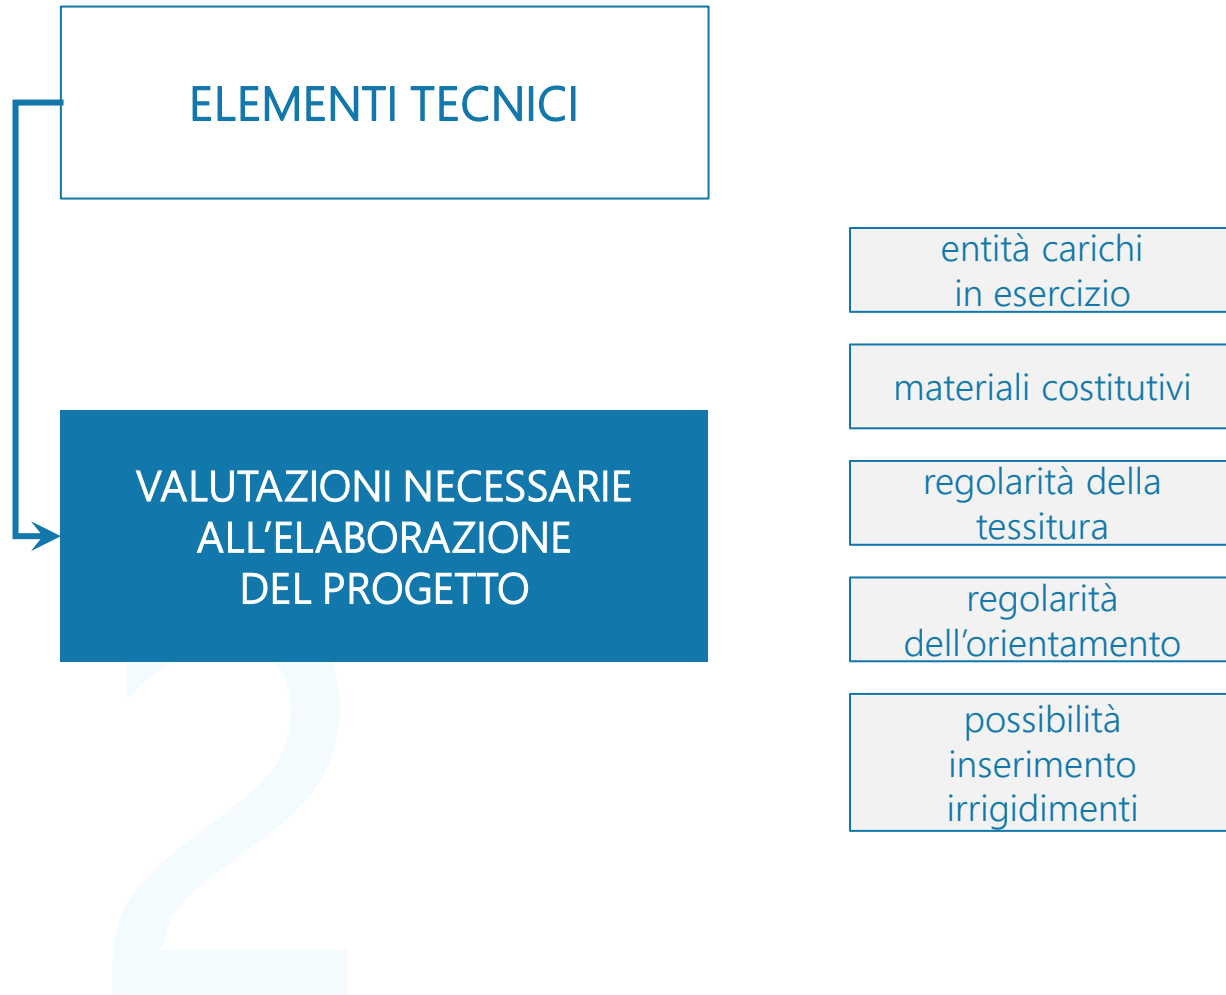 ELEMENTI TECNICI
entità carichi
in esercizio
materiali costitutivi
VALUTAZIONI NECESSARIE
ALL’ELABORAZIONE
DEL PROGETTO
regolarità della
tessitura
regolarità
dell’orientamento
possibilità
inserimento
irrigidimenti
2